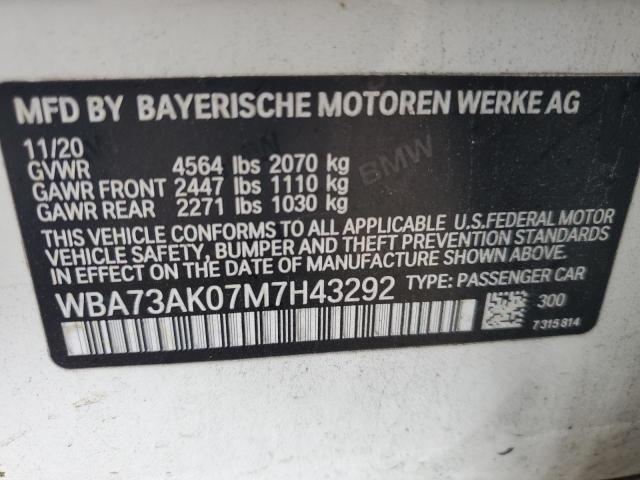 MFD BY BAYERISCHE MOTOREN WERKE AG
11/20
GVWR 4564 lbs 2070 kg
GAWR FRONT 2447 lbs 1110 kg
GAWR REAR 2271 lbs 1030 kg
THIS VEHICLE CONFORMS TO ALL APPLICABLE U.S.FEDERAL MOTOR
VEHICLE SAFETY, BUMPER AND THEFT PREVENTION STANDARDS
IN EFFECT ON THE DATE OF MANUFACTURE SHOWN ABOVE.
WBA73AK07M7H43292 TYPE: PASSENGER CAR
300
7315814
BMW